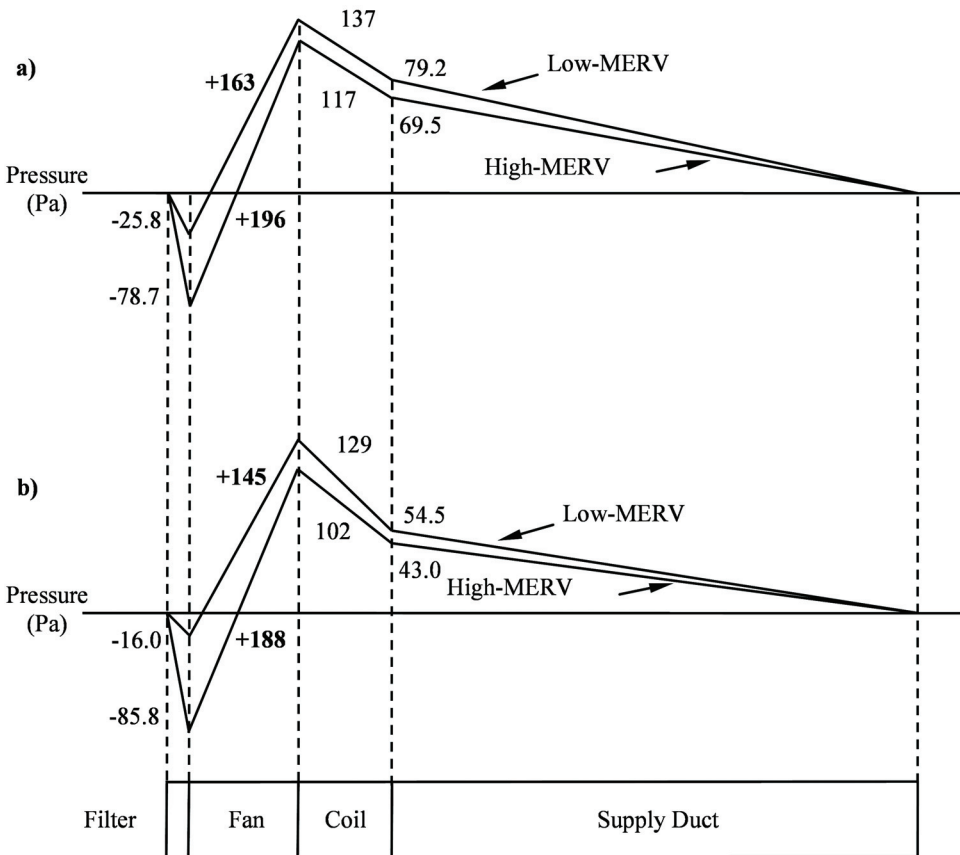 137
a)
+163
79.2
Low-MERV
117
69.5
High-MERV
Pressure
(Pa)
-25.8
+196
-78.7
129
b)
+145
54.5
Low-MERV
102
43.0
High-MERV
Pressure
(Pa)
-16.0
+188
-85.8
Filter Fan Coil Supply Duct